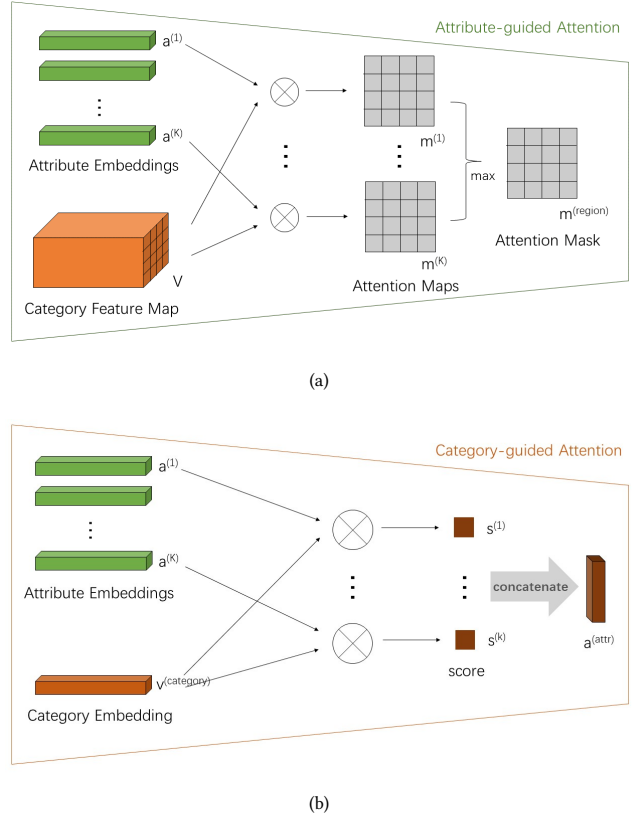 Attribute-guided Attention
a(1)
a(K)
Attribute Embeddings
V
Category Feature Map
m(1)
m(K)
Attention Maps
max
m(region)
Attention Mask
(a)
Category-guided Attention
a(1)
a(K)
Attribute Embeddings
v(category)
Category Embedding
s(1)
s(k)
score
concatenate
a(attr)
(b)